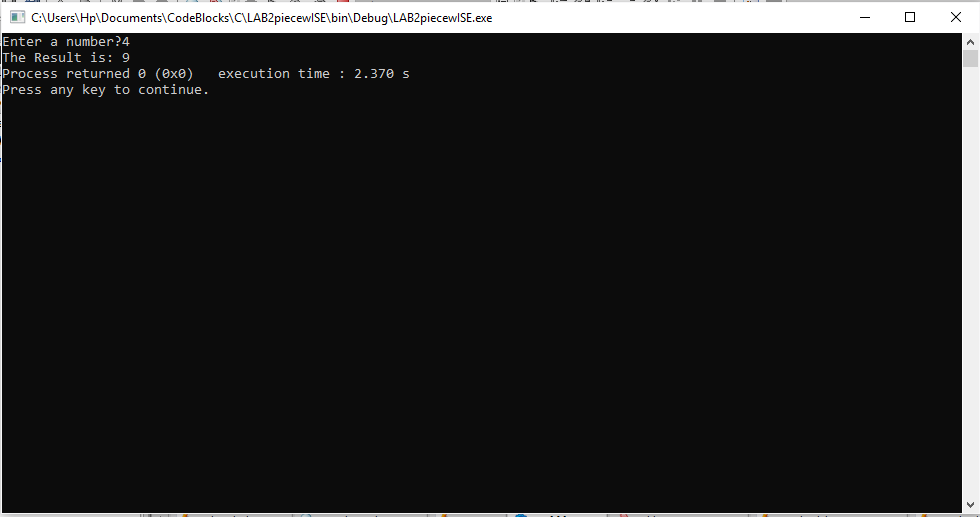 C:\Users\Hp\Documents\CodeBlocks\C\LAB2piecewISE\bin\Debug\LAB2piecewISE.exe
Enter a number?4
The Result is: 9
Process returned 0 (0x0)   execution time : 2.370 s
Press any key to continue.